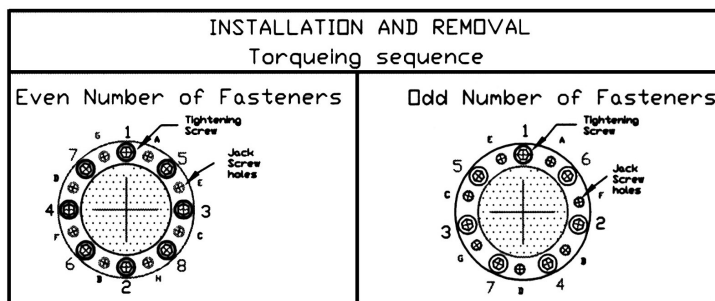 INSTALLATION AND REMOVAL
Torqueing sequence
Even Number of Fasteners
Tightening
Screw
Jack
Screw
holes
1
A
5
E
3
C
8
H
2
B
6
F
4
D
7
G
Odd Number of Fasteners
Tightening
Screw
Jack
Screw
holes
1
A
6
F
2
B
4
D
7
G
3
C
5
E